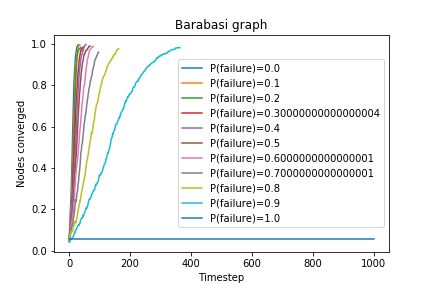 Barabasi graph
Nodes converged
1.0
0.8
0.6
0.4
0.2
0.0
P(failure)=0.0
P(failure)=0.1
P(failure)=0.2
P(failure)=0.30000000000000004
P(failure)=0.4
P(failure)=0.5
P(failure)=0.6000000000000001
P(failure)=0.7000000000000001
P(failure)=0.8
P(failure)=0.9
P(failure)=1.0
0 200 400 600 800 1000
Timestep